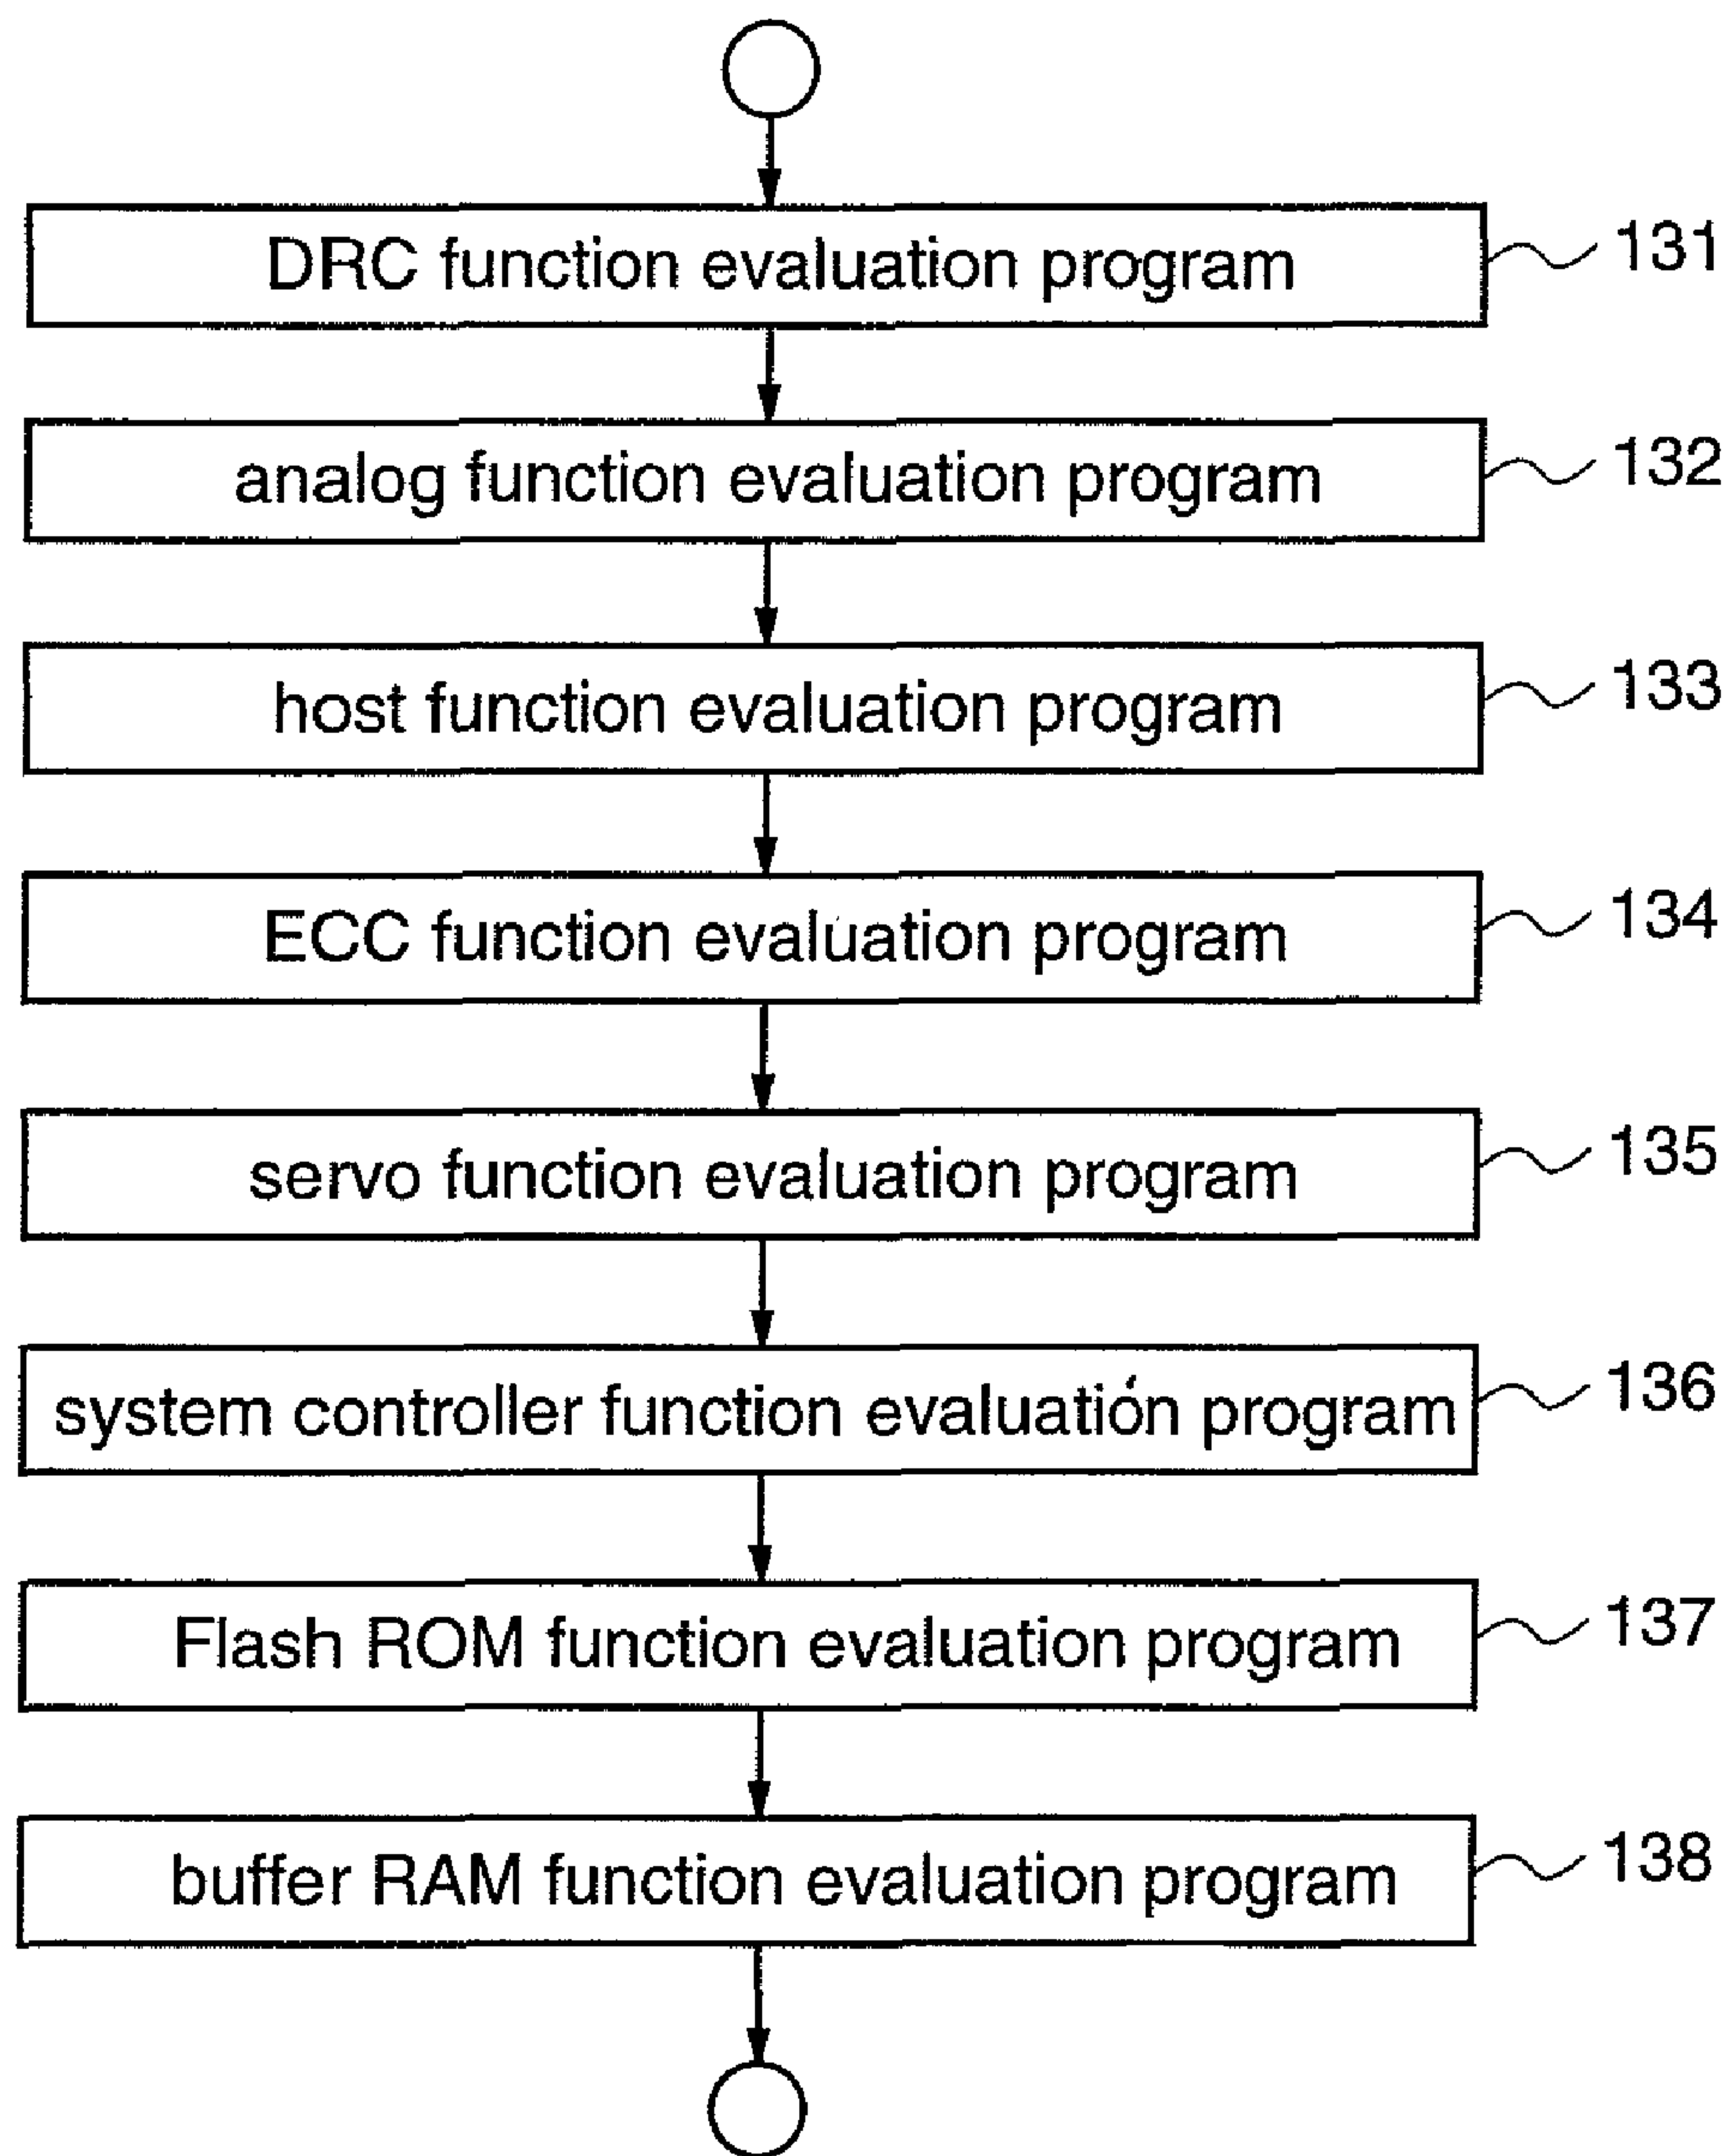 DRC function evaluation program 131
analog function evaluation program 132
host function evaluation program 133
ECC function evaluation program 134
servo function evaluation program 135
system controller function evaluation program 136
Flash ROM function evaluation program 137
buffer RAM function evaluation program 138